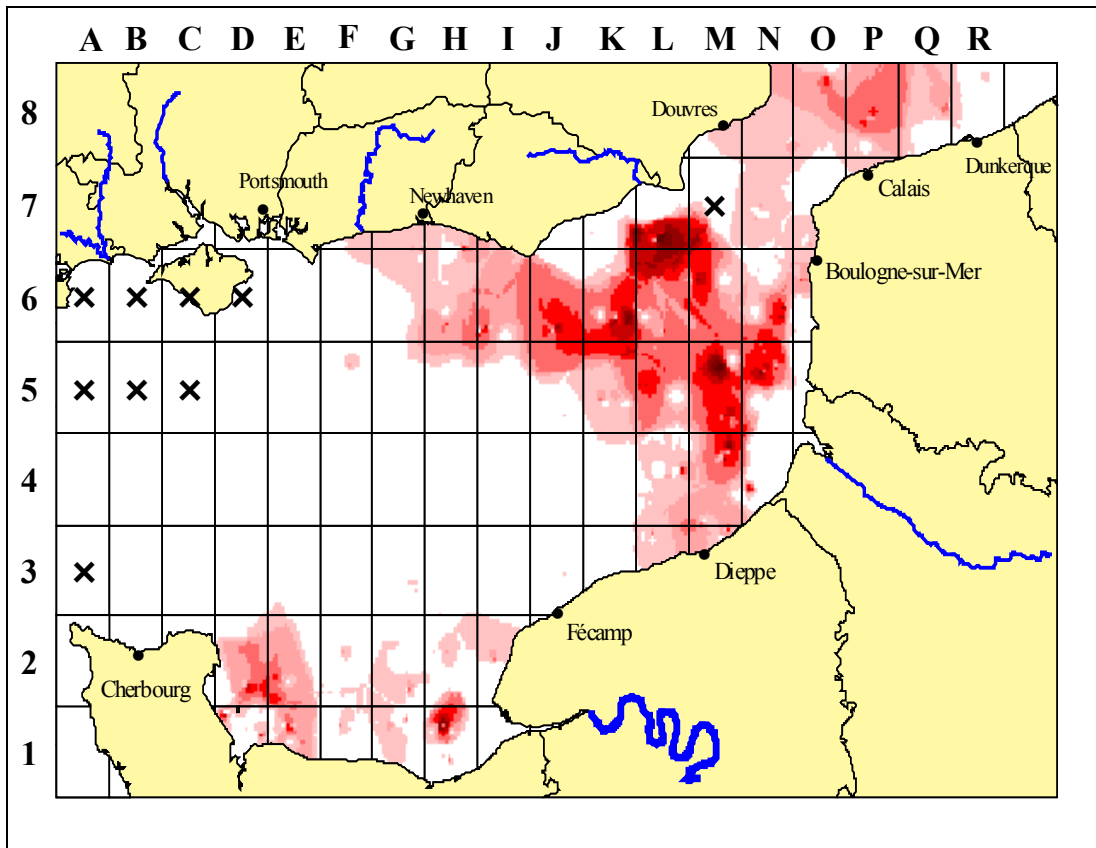 A B C D E F G H I J K L M N O P Q R
8
Douvres
Dunkerque
Calais
Portsmouth
Newhaven
7
Boulogne-sur-Mer
6
5
4
3
Dieppe
Fécamp
2
Cherbourg
1